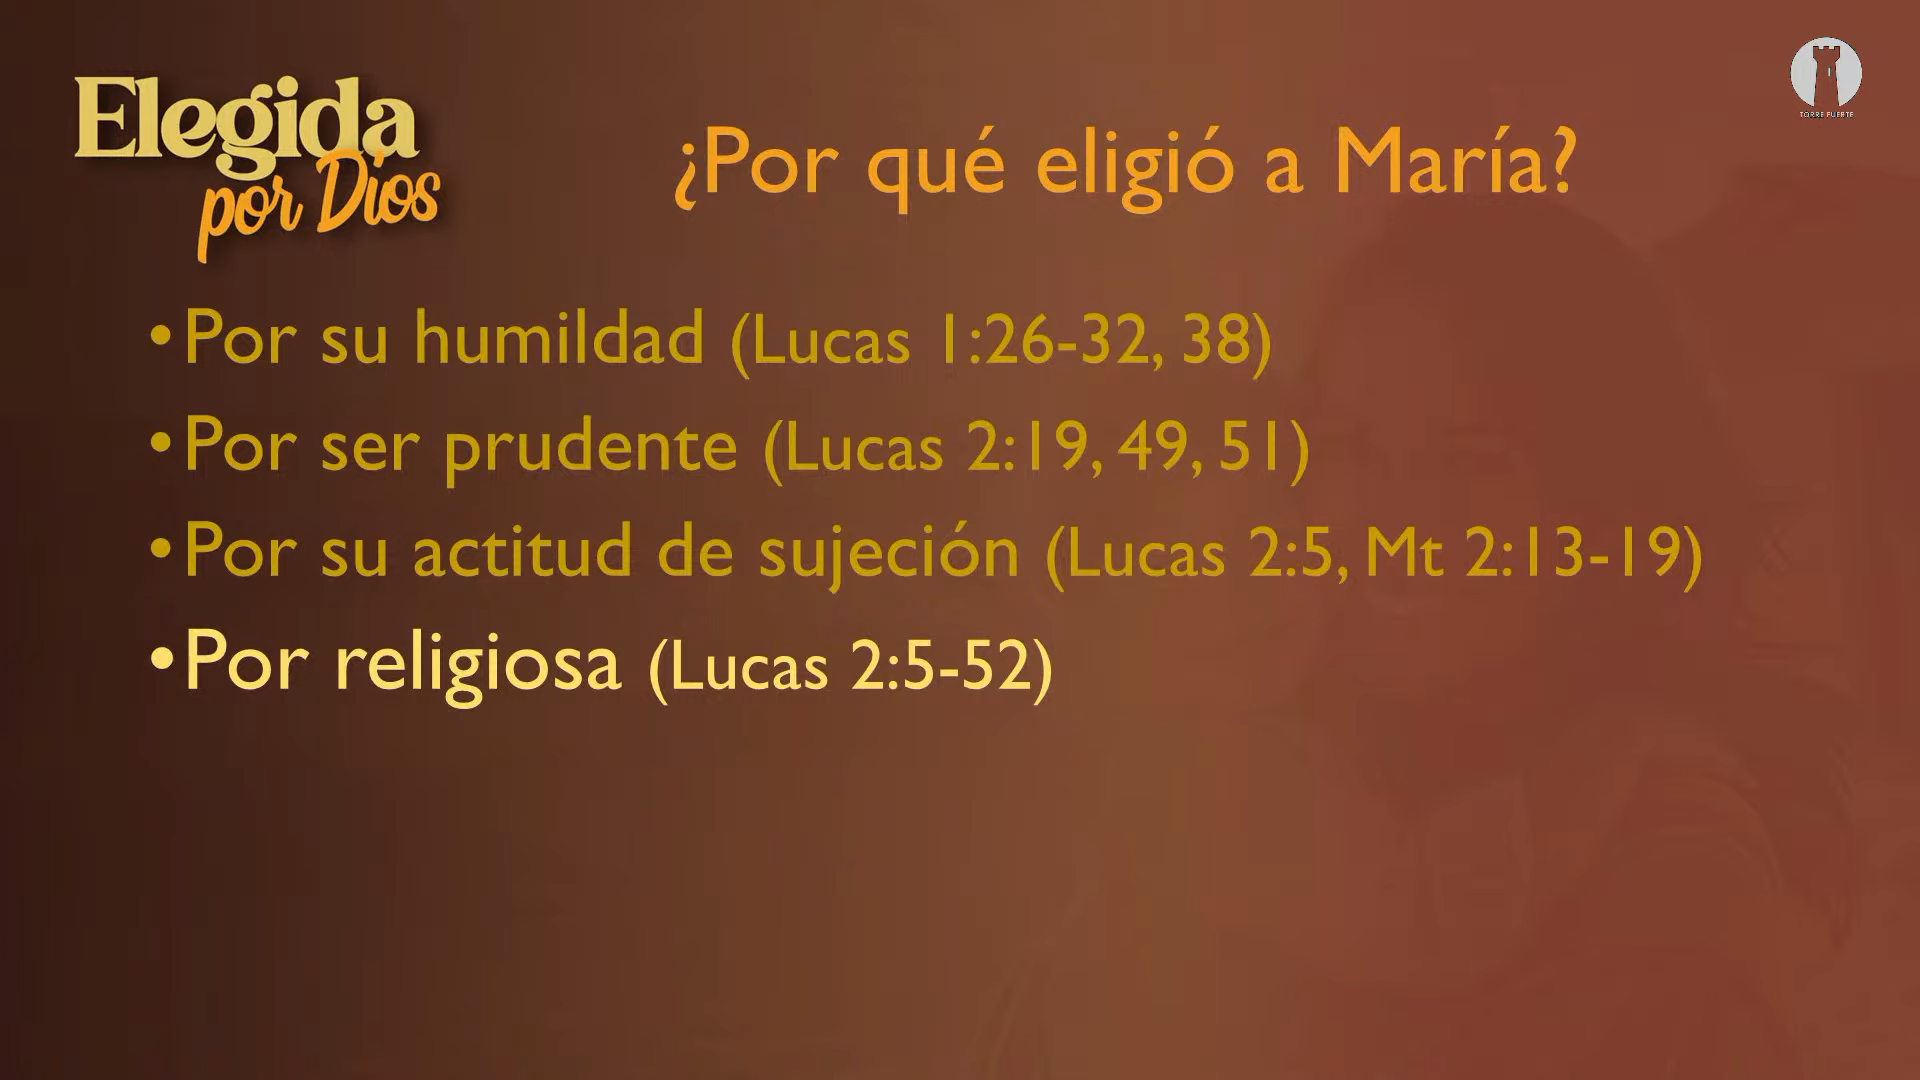 Elegida
por Dios
TORRE FUERTE
¿Por qué eligió a María?
•Por su humildad (Lucas 1:26-32, 38)
•Por ser prudente (Lucas 2:19, 49, 51)
•Por su actitud de sujeción (Lucas 2:5, Mt 2:13-19)
•Por religiosa (Lucas 2:5-52)